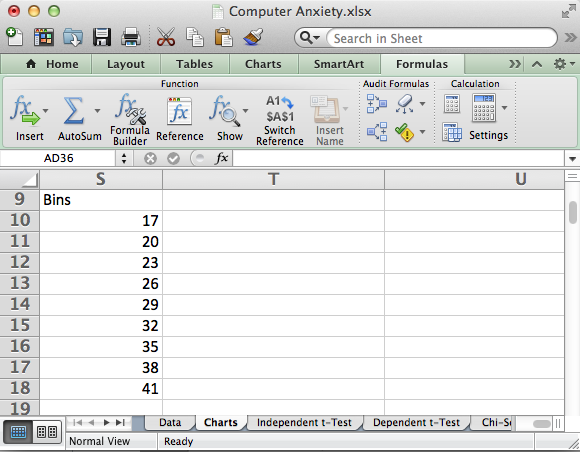 Computer Anxiety.xlsx
Search in Sheet
Home Layout Tables Charts SmartArt Formulas
Function Audit Formulas Calculation
A1
$A$1
Insert AutoSum Formula Builder Reference Show Switch Reference Insert Name Settings
AD36 fx
S T U
9 Bins
10 17
11 20
12 23
13 26
14 29
15 32
16 35
17 38
18 41
19
Data Charts Independent t-Test Dependent t-Test
Normal View Ready